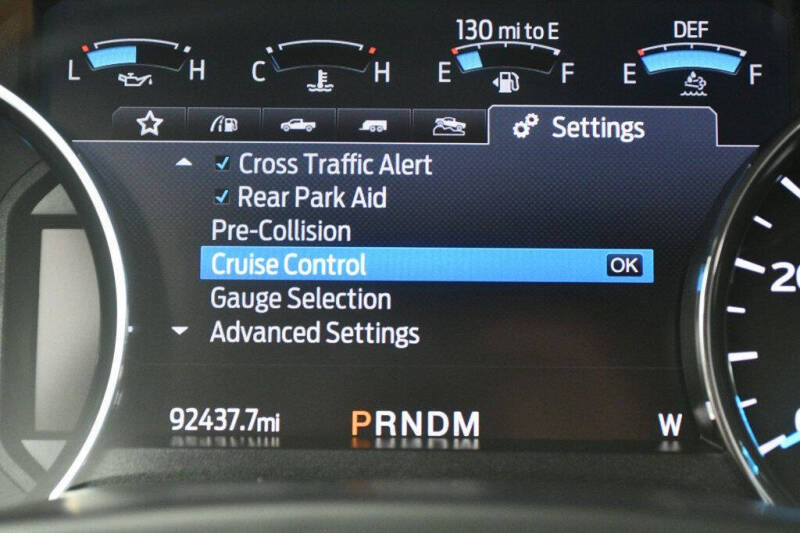 130 mi to E DEF
L H C H E F E F
Settings
Cross Traffic Alert
Rear Park Aid
Pre-Collision
Cruise Control OK
Gauge Selection
Advanced Settings
92437.7mi PRNDM W